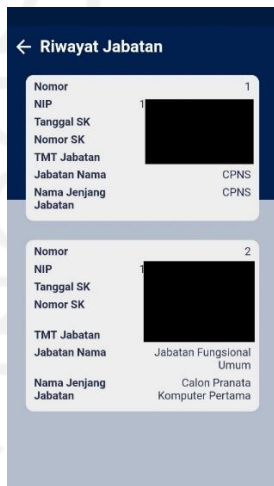 ← Riwayat Jabatan
Nomor 1
NIP 1
Tanggal SK
Nomor SK
TMT Jabatan
Jabatan Nama CPNS
Nama Jenjang CPNS
Jabatan
Nomor 2
NIP 1
Tanggal SK
Nomor SK
TMT Jabatan
Jabatan Nama Jabatan Fungsional
Umum
Nama Jenjang Calon Pranata
Jabatan Komputer Pertama